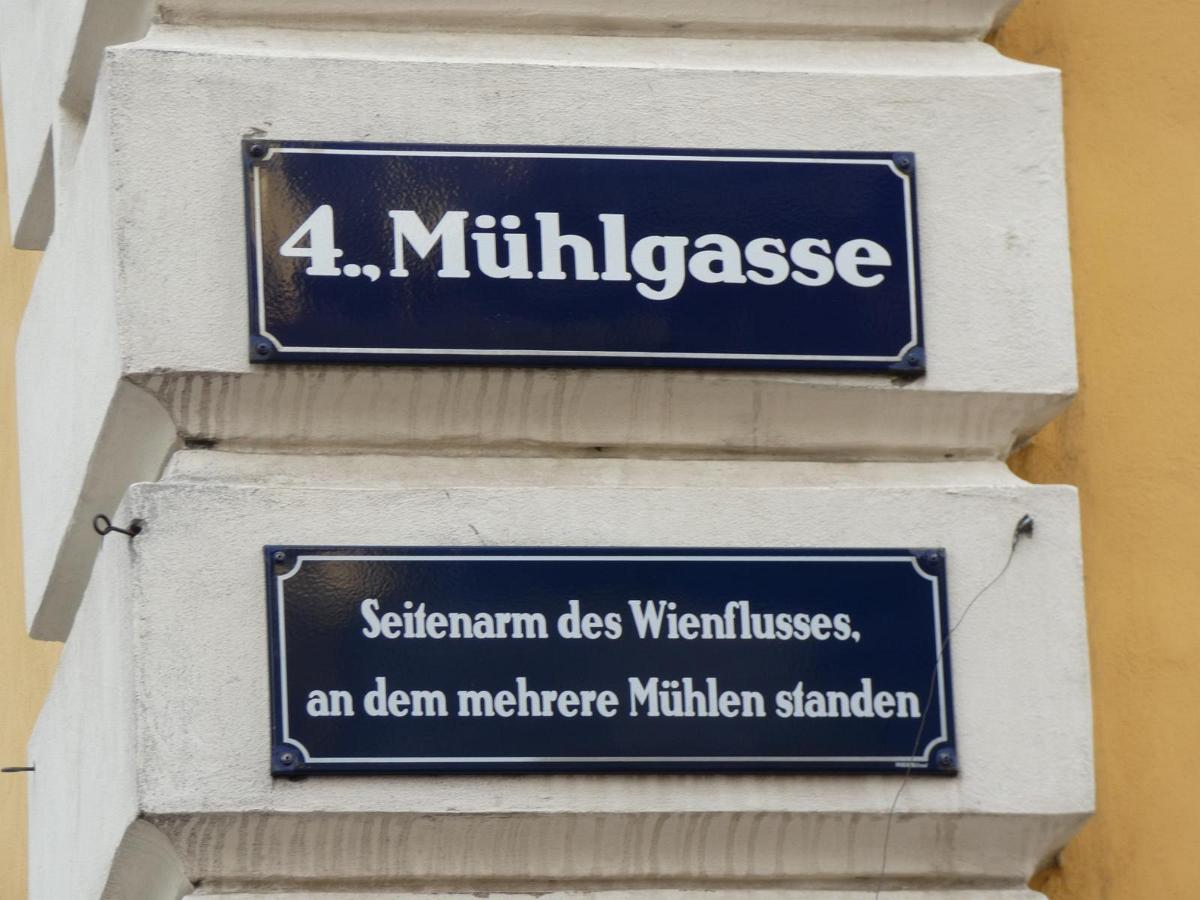 4., Mühlgasse
Seitenarm des Wienflusses,
an dem mehrere Mühlen standen